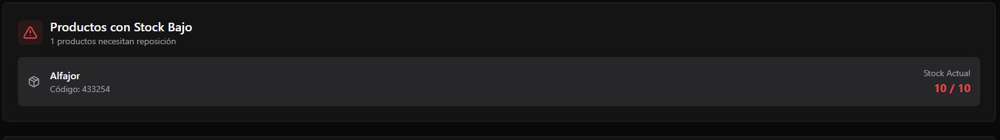 Productos con Stock Bajo
1 productos necesitan reposición
Alfajor
Código: 433254
Stock Actual
10 / 10